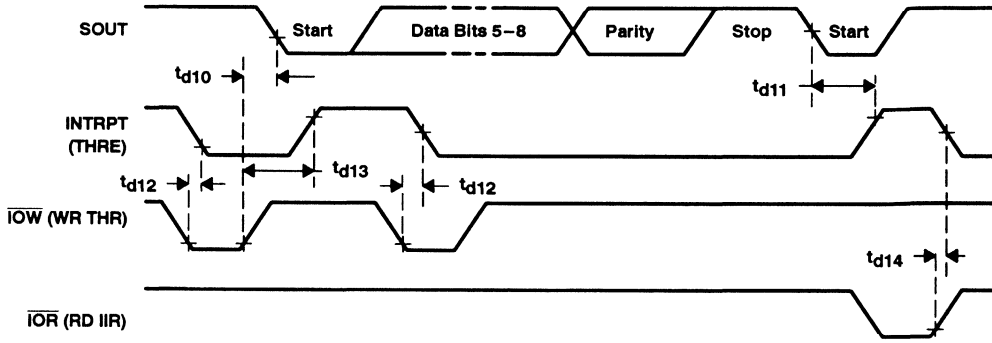 SOUT
Start
Data Bits 5–8
Parity
Stop
Start
td10
td11
INTRPT
(THRE)
td12
td13
td12
IOW (WR THR)
td14
IOR (RD IIR)